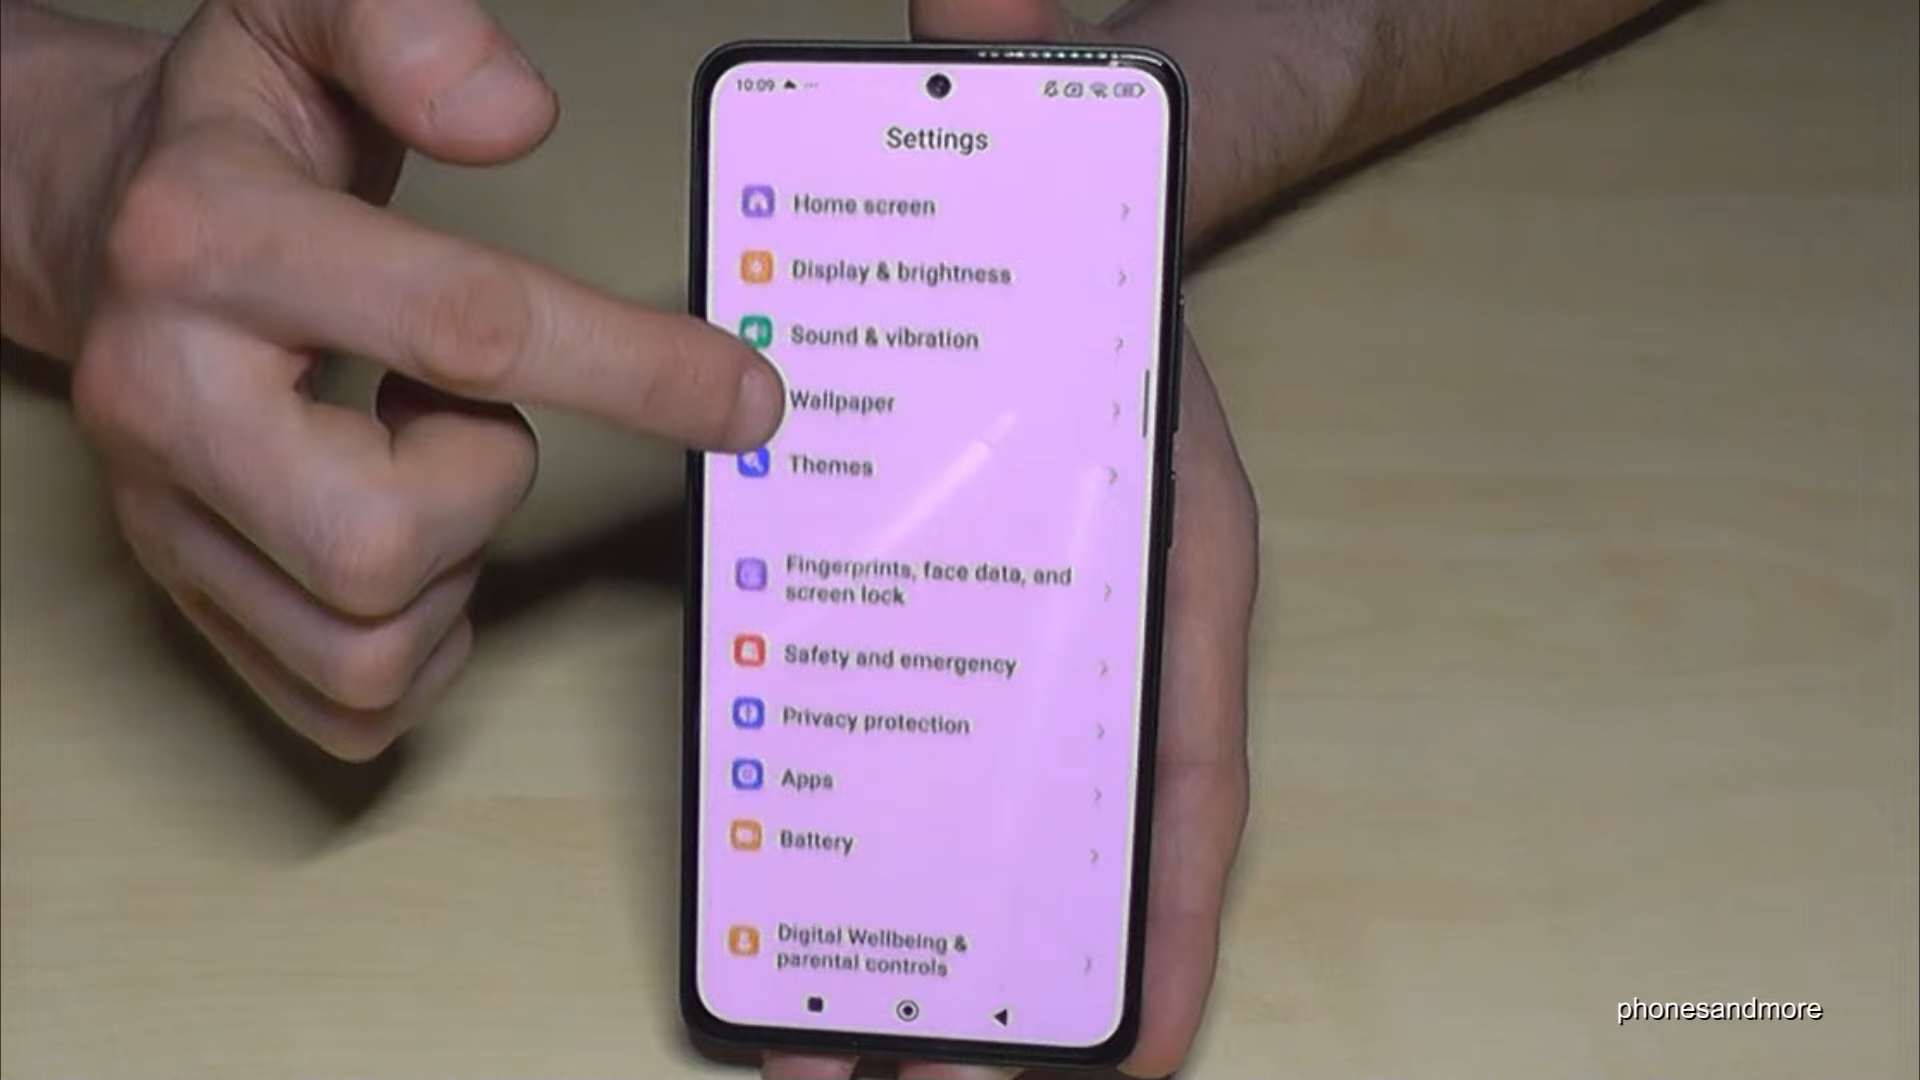 10:09
Settings
Home screen
Display & brightness
Sound & vibration
Wallpaper
Themes
Fingerprints, face data, and
screen lock
Safety and emergency
Privacy protection
Apps
Battery
Digital Wellbeing &
parental controls
phonesandmore